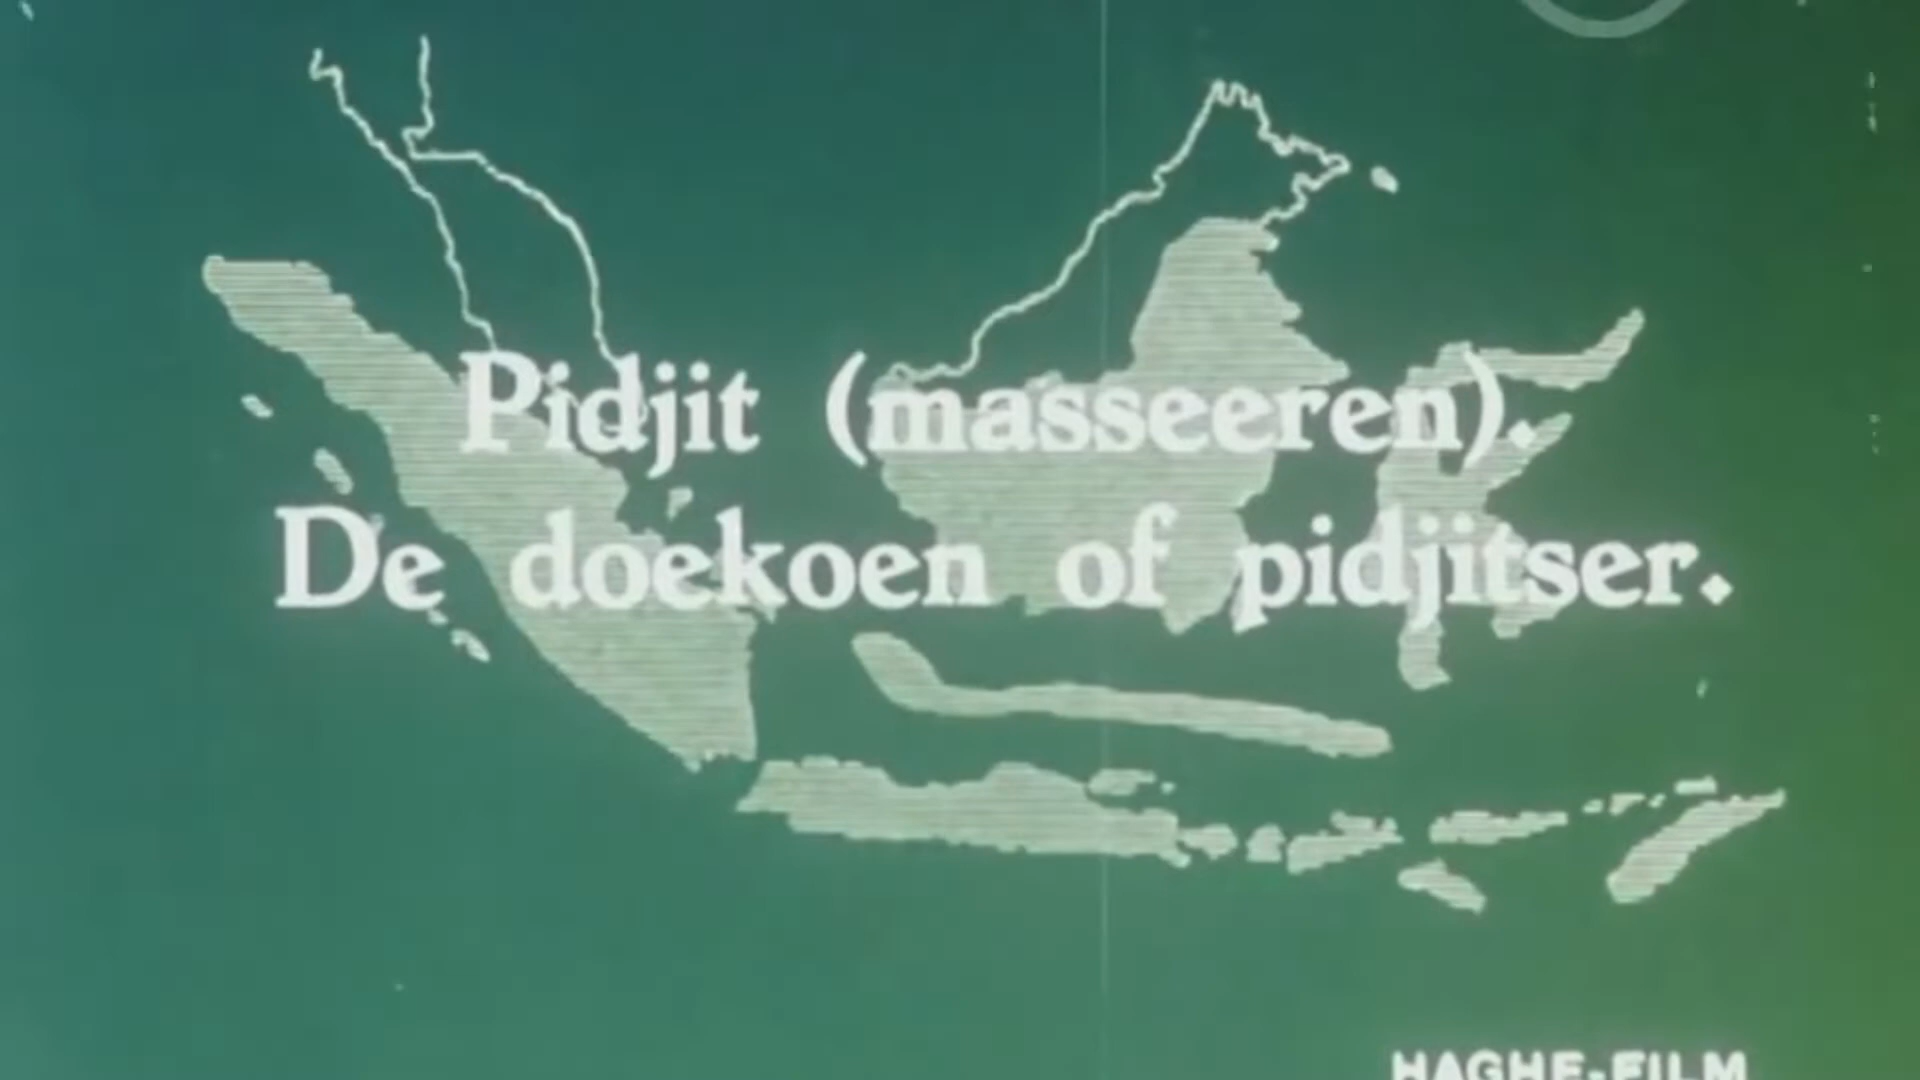 Pidjit (masseeren).
De doekoen of pidjitser.
HAGHE-FILM